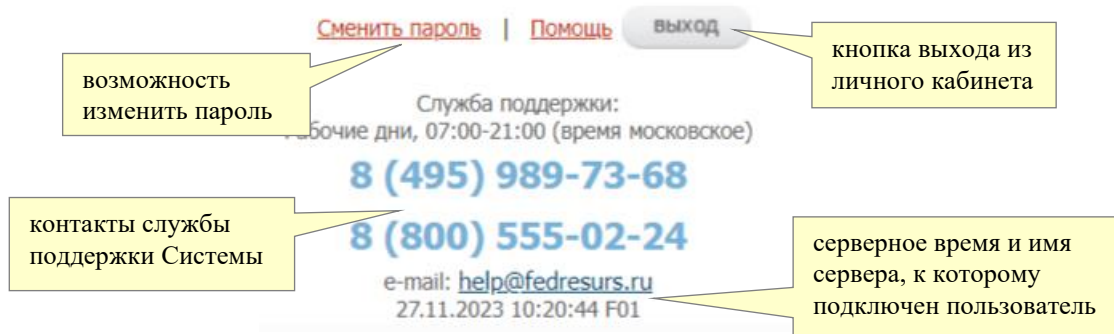 Сменить пароль | Помощь выход
кнопка выхода из
личного кабинета
возможность
изменить пароль
Служба поддержки:
дни, 07:00-21:00 (время московское)
8 (495) 989-73-68
контакты службы
поддержки Системы
8 (800) 555-02-24
серверное время и имя
сервера, к которому
подключен пользователь
e-mail: help@fedresurs.ru
27.11.2023 10:20:44 F01